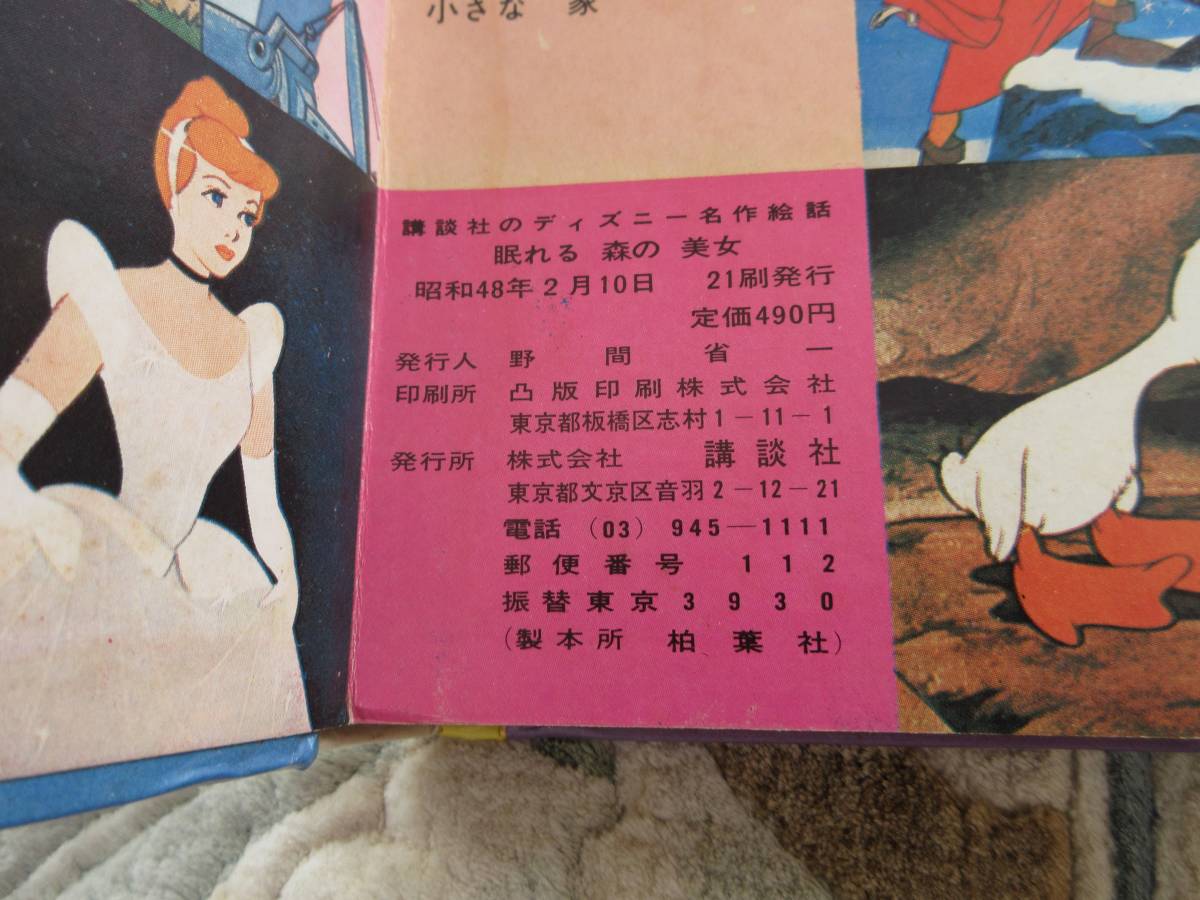 小さな 家
講談社のディズニー名作絵話
眠れる 森の 美女
昭和48年2月10日 21刷発行
定価490円
発行人 野間省一
印刷所 凸版印刷株式会社
東京都板橋区志村1－11－1
発行所 株式会社 講談社
東京都文京区音羽2－12－21
電話 （03） 945―1111
郵便番号 112
振替東京3930
（製本所 柏葉社）